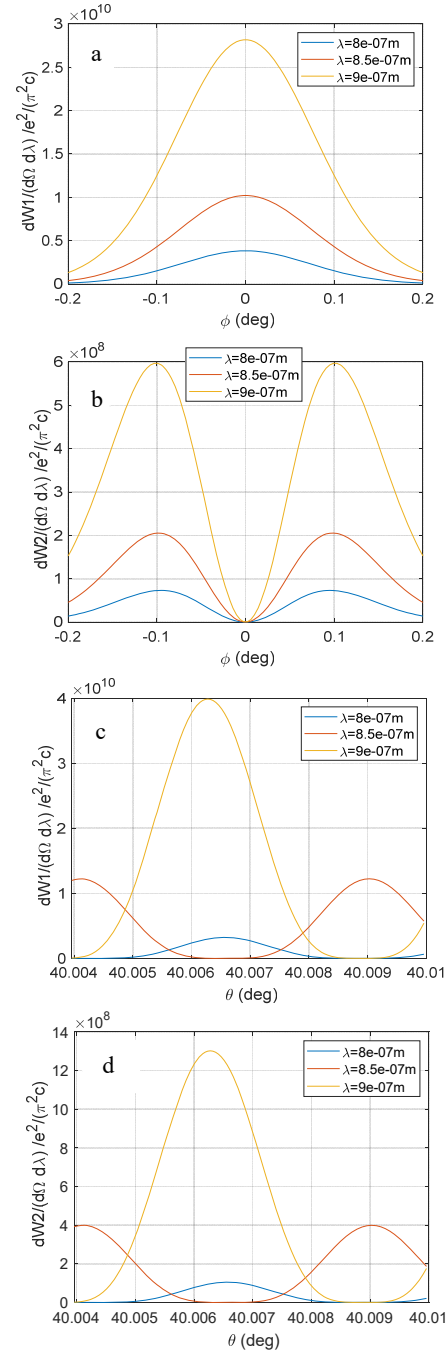 ×10^10
a
λ=8e-07m
λ=8.5e-07m
λ=9e-07m
3
2.5
2
1.5
1
0.5
0
-0.2 -0.1 0 0.1 0.2
ϕ (deg)
dW1/(dΩ dλ) /e^2/(π^2c)
×10^8
b
λ=8e-07m
λ=8.5e-07m
λ=9e-07m
6
5
4
3
2
1
0
-0.2 -0.1 0 0.1 0.2
ϕ (deg)
dW2/(dΩ dλ) /e^2/(π^2c)
×10^10
c
λ=8e-07m
λ=8.5e-07m
λ=9e-07m
4
3
2
1
0
40.004 40.005 40.006 40.007 40.008 40.009 40.01
θ (deg)
dW1/(dΩ dλ) /e^2/(π^2c)
×10^8
d
λ=8e-07m
λ=8.5e-07m
λ=9e-07m
14
12
10
8
6
4
2
0
40.004 40.005 40.006 40.007 40.008 40.009 40.01
θ (deg)
dW2/(dΩ dλ) /e^2/(π^2c)